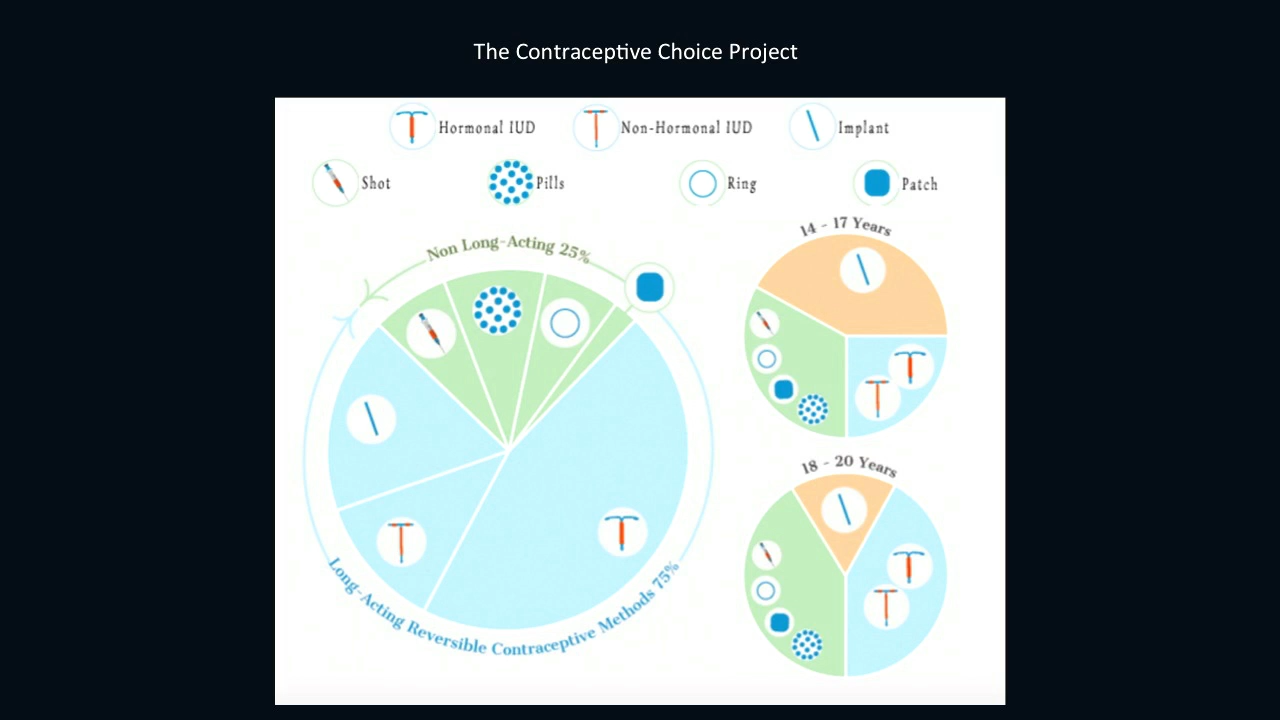 The Contraceptive Choice Project
Hormonal IUD
Non-Hormonal IUD
Implant
Shot
Pills
Ring
Patch
Non Long-Acting 25%
Long-Acting Reversible Contraceptive Methods 75%
14 - 17 Years
18 - 20 Years